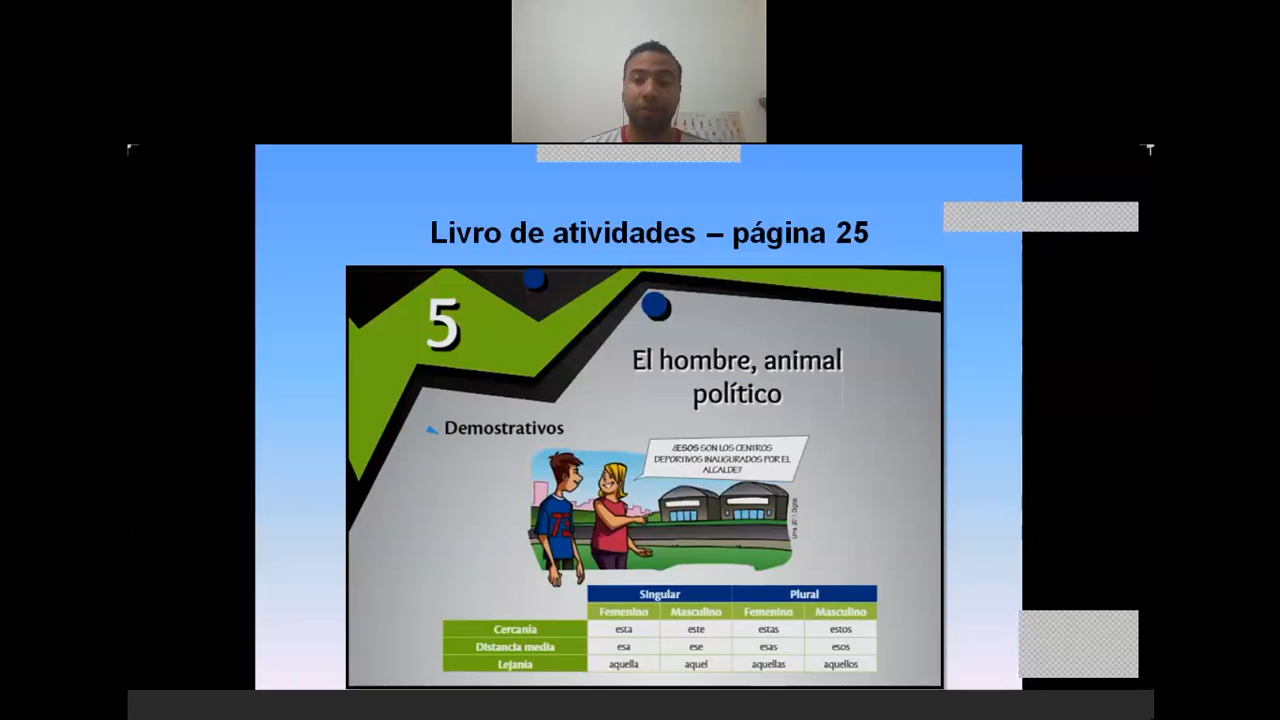 Livro de atividades – página 25
5
El hombre, animal
político
Demostrativos
¿ESOS SON LOS CENTROS
DEPORTIVOS INAUGURADOS POR EL
ALCALDE?
73
Singular Plural
Femenino Masculino Femenino Masculino
Cercanía esta este estas estos
Distancia media esa ese esas esos
Lejanía aquella aquel aquellas aquellos